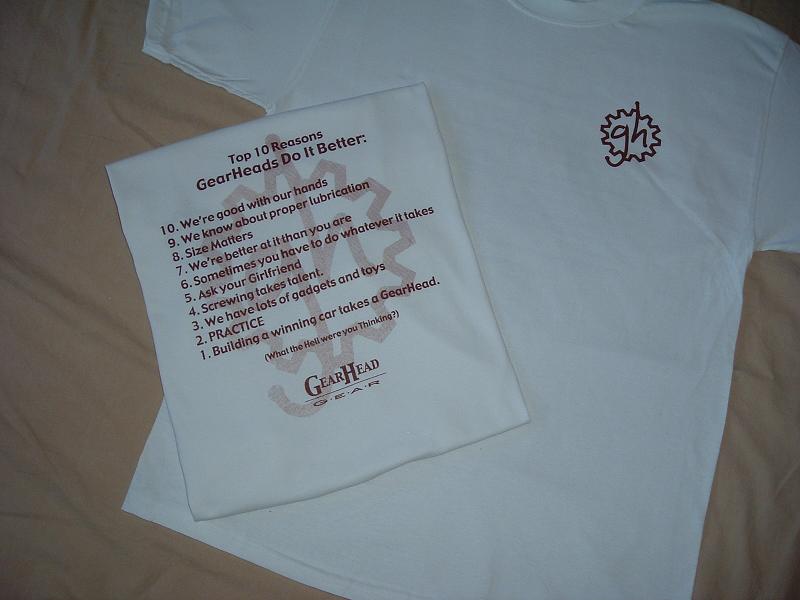 Top 10 Reasons
GearHeads Do It Better:
10. We're good with our hands
9. We know about proper lubrication
8. Size Matters
7. We're better at it than you are
6. Sometimes you have to do whatever it takes
5. Ask your Girlfriend
4. Screwing takes talent.
3. We have lots of gadgets and toys
2. PRACTICE
1. Building a winning car takes a GearHead.
(What the Hell were you Thinking?)
GEARHEAD
G·E·A·R
gh